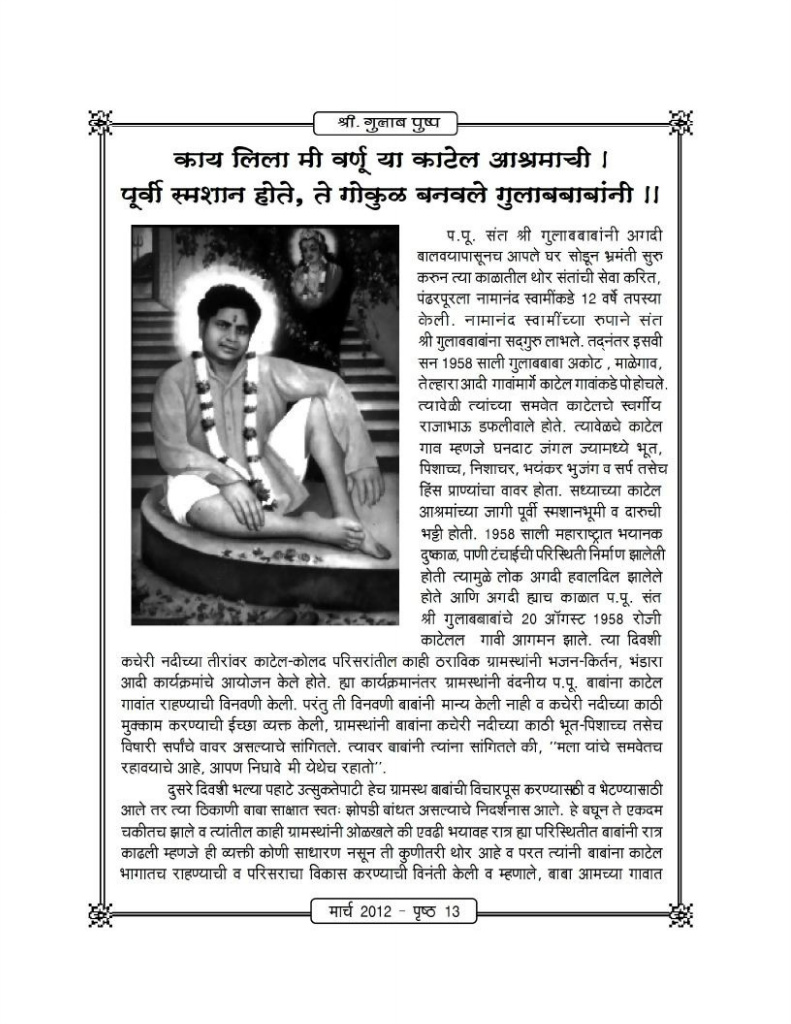 श्री. गुलाब पुष्प
काय लिला मी वर्णू या काटेल आश्रमाची ।
पूर्वी स्मशान होते, ते गोकुळ बनवले गुलाबबाबांनी ।।
प.पू. संत श्री गुलाबबाबांनी अगदी
बालवयापासूनच आपले घर सोडून भ्रमंती सुरु
करुन त्या काळातील थोर संतांची सेवा करित,
पंढरपूरला नामानंद स्वामींकडे 12 वर्षे तपस्या
केली. नामानंद स्वामींच्या रुपाने संत
श्री गुलाबबाबांना सद्‌गुरु लाभले. तद्‌नंतर इसवी
सन 1958 साली गुलाबबाबा अकोट , माळेगाव,
तेल्हारा आदी गावांमार्गे काटेल गावांकडे पोहोचले.
त्यावेळी त्यांच्या समवेत काटेलचे स्वर्गीय
राजाभाऊ डफलीवाले होते. त्यावेळचे काटेल
गाव म्हणजे घनदाट जंगल ज्यामध्ये भूत,
पिशाच्च, निशाचर, भयंकर भुजंग व सर्प तसेच
हिंस प्राण्यांचा वावर होता. सध्याच्या काटेल
आश्रमांच्या जागी पूर्वी स्मशानभूमी व दारुची
भट्टी होती. 1958 साली महाराष्ट्रात भयानक
दुष्काळ, पाणी टंचाईची परिस्थिती निर्माण झालेली
होती त्यामुळे लोक अगदी हवालदिल झालेले
होते आणि अगदी ह्याच काळात प.पू. संत
श्री गुलाबबाबांचे 20 ऑगस्ट 1958 रोजी
काटेलल गावी आगमन झाले. त्या दिवशी
कचेरी नदीच्या तीरांवर काटेल-कोलद परिसरांतील काही ठराविक ग्रामस्थांनी भजन-किर्तन, भंडारा
आदी कार्यक्रमांचे आयोजन केले होते. ह्या कार्यक्रमानंतर ग्रामस्थांनी वंदनीय प.पू. बाबांना काटेल
गावांत राहण्याची विनवणी केली. परंतु ती विनवणी बाबांनी मान्य केली नाही व कचेरी नदीच्या काठी
मुक्काम करण्याची ईच्छा व्यक्त केली, ग्रामस्थांनी बाबांना कचेरी नदीच्या काठी भूत-पिशाच्च तसेच
विषारी सर्पांचे वावर असल्याचे सांगितले. त्यावर बाबांनी त्यांना सांगितले की, ''मला यांचे समवेतच
रहावयाचे आहे, आपण निघावे मी येथेच रहातो''.
दुसरे दिवशी भल्या पहाटे उत्सुकतेपाटी हेच ग्रामस्थ बाबांची विचारपूस करण्यासाठी व भेटण्यासाठी
आले तर त्या ठिकाणी बाबा साक्षात स्वतः झोपडी बांधत असल्याचे निदर्शनास आले. हे बघून ते एकदम
चकीतच झाले व त्यांतील काही ग्रामस्थांनी ओळखले की एवढी भयावह रात्र ह्या परिस्थितीत बाबांनी रात्र
काढली म्हणजे ही व्यक्ती कोणी साधारण नसून ती कुणीतरी थोर आहे व परत त्यांनी बाबांना काटेल
भागातच राहण्याची व परिसराचा विकास करण्याची विनंती केली व म्हणाले, बाबा आमच्या गावात
मार्च 2012 - पृष्ठ 13